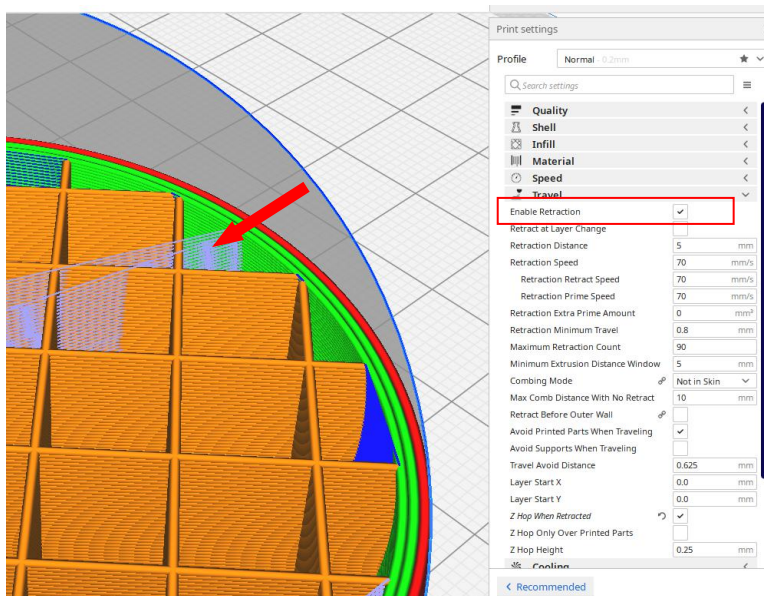 Print settings
Profile Normal - 0.2mm
Search settings
Quality
Shell
Infill
Material
Speed
Travel
Enable Retraction
Retract at Layer Change
Retraction Distance 5 mm
Retraction Speed 70 mm/s
Retraction Retract Speed 70 mm/s
Retraction Prime Speed 70 mm/s
Retraction Extra Prime Amount 0 mm³
Retraction Minimum Travel 0.8 mm
Maximum Retraction Count 90
Minimum Extrusion Distance Window 5 mm
Combing Mode Not in Skin
Max Comb Distance With No Retract 10 mm
Retract Before Outer Wall
Avoid Printed Parts When Traveling
Avoid Supports When Traveling
Travel Avoid Distance 0.625 mm
Layer Start X 0.0 mm
Layer Start Y 0.0 mm
Z Hop When Retracted
Z Hop Only Over Printed Parts
Z Hop Height 0.25 mm
Cooling
Recommended